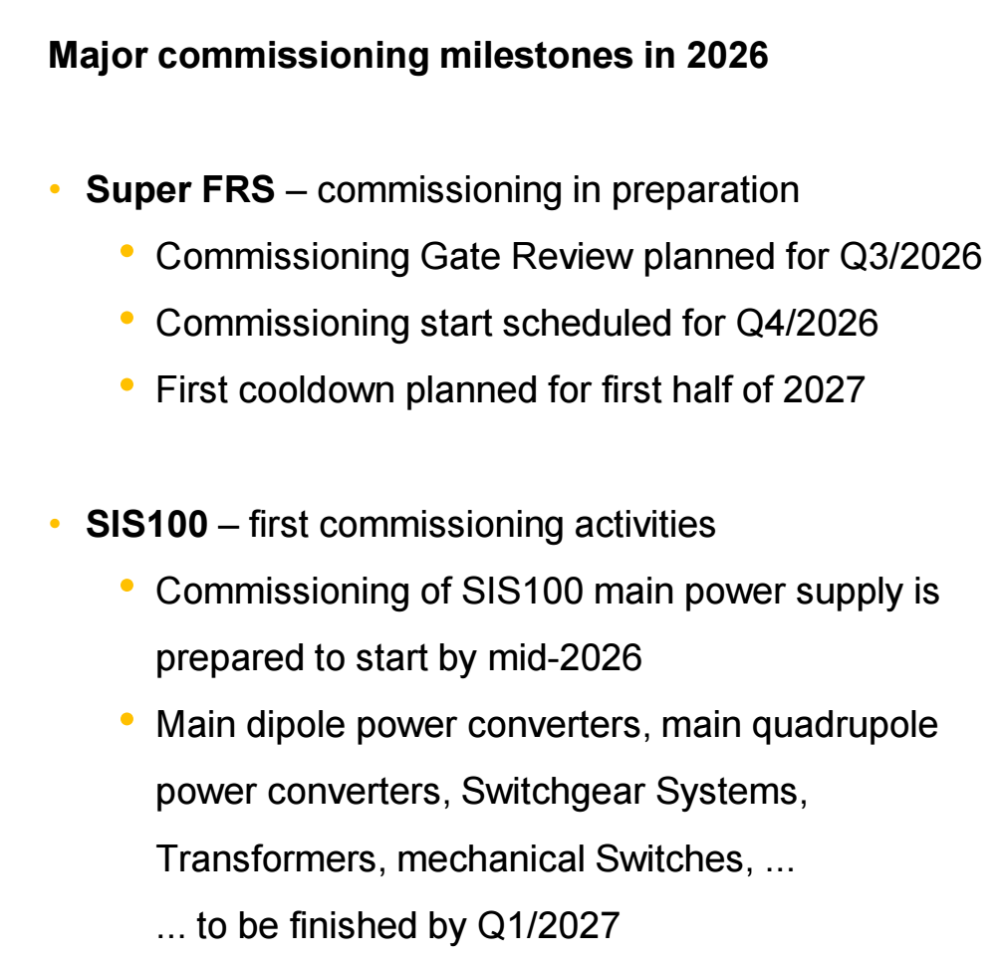 Major commissioning milestones in 2026
• Super FRS – commissioning in preparation
• Commissioning Gate Review planned for Q3/2026
• Commissioning start scheduled for Q4/2026
• First cooldown planned for first half of 2027
• SIS100 – first commissioning activities
• Commissioning of SIS100 main power supply is
prepared to start by mid-2026
• Main dipole power converters, main quadrupole
power converters, Switchgear Systems,
Transformers, mechanical Switches, ...
... to be finished by Q1/2027